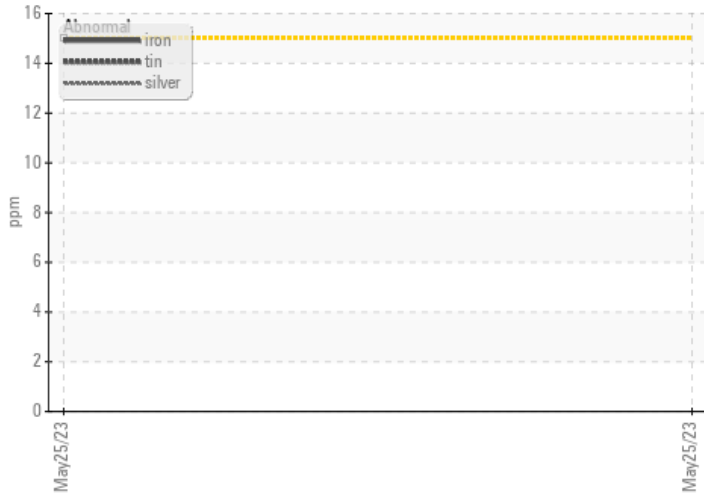 16
14
12
10
8
6
4
2
0
ppm
Abnormal
iron
tin
silver
May25/23
May25/23